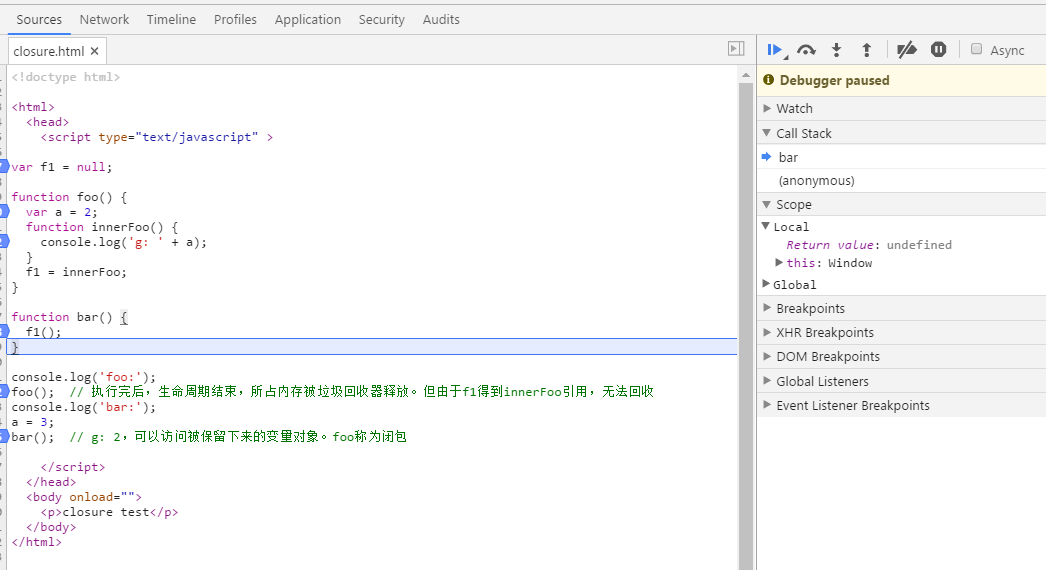 Sources Network Timeline Profiles Application Security Audits
closure.html ×
Async
<!doctype html>
<html>
<head>
<script type="text/javascript" >
var f1 = null;
function foo() {
var a = 2;
function innerFoo() {
console.log('g: ' + a);
}
f1 = innerFoo;
}
function bar() {
f1();
}
console.log('foo:');
foo(); // 执行完后，生命周期结束，所占内存被垃圾回收器释放。但由于f1得到innerFoo引用，无法回收
console.log('bar:');
a = 3;
bar(); // g: 2，可以访问被保留下来的变量对象。foo称为闭包
</script>
</head>
<body onload="">
<p>closure test</p>
</body>
</html>
Debugger paused
Watch
Call Stack
bar
(anonymous)
Scope
Local
Return value: undefined
this: Window
Global
Breakpoints
XHR Breakpoints
DOM Breakpoints
Global Listeners
Event Listener Breakpoints